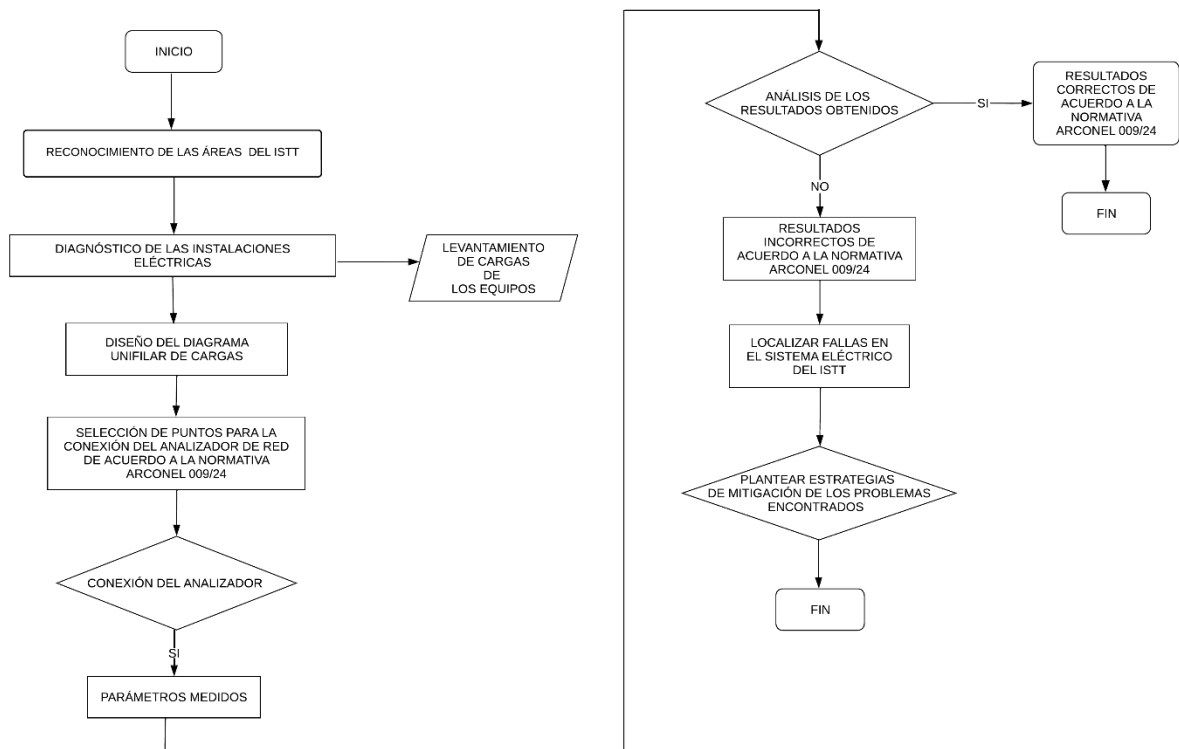 INICIO
RECONOCIMIENTO DE LAS ÁREAS DEL ISTT
DIAGNÓSTICO DE LAS INSTALACIONES
ELÉCTRICAS
LEVANTAMIENTO
DE CARGAS
DE
LOS EQUIPOS
DISEÑO DEL DIAGRAMA
UNIFILAR DE CARGAS
SELECCIÓN DE PUNTOS PARA LA
CONEXIÓN DEL ANALIZADOR DE RED
DE ACUERDO A LA NORMATIVA
ARCONEL 009/24
CONEXIÓN DEL ANALIZADOR
SI
PARÁMETROS MEDIDOS
ANÁLISIS DE LOS
RESULTADOS OBTENIDOS
SI
RESULTADOS
CORRECTOS DE
ACUERDO A LA
NORMATIVA
ARCONEL 009/24
FIN
NO
RESULTADOS
INCORRECTOS DE
ACUERDO A LA NORMATIVA
ARCONEL 009/24
LOCALIZAR FALLAS EN
EL SISTEMA ELÉCTRICO
DEL ISTT
PLANTEAR ESTRATEGIAS
DE MITIGACIÓN DE LOS PROBLEMAS
ENCONTRADOS
FIN